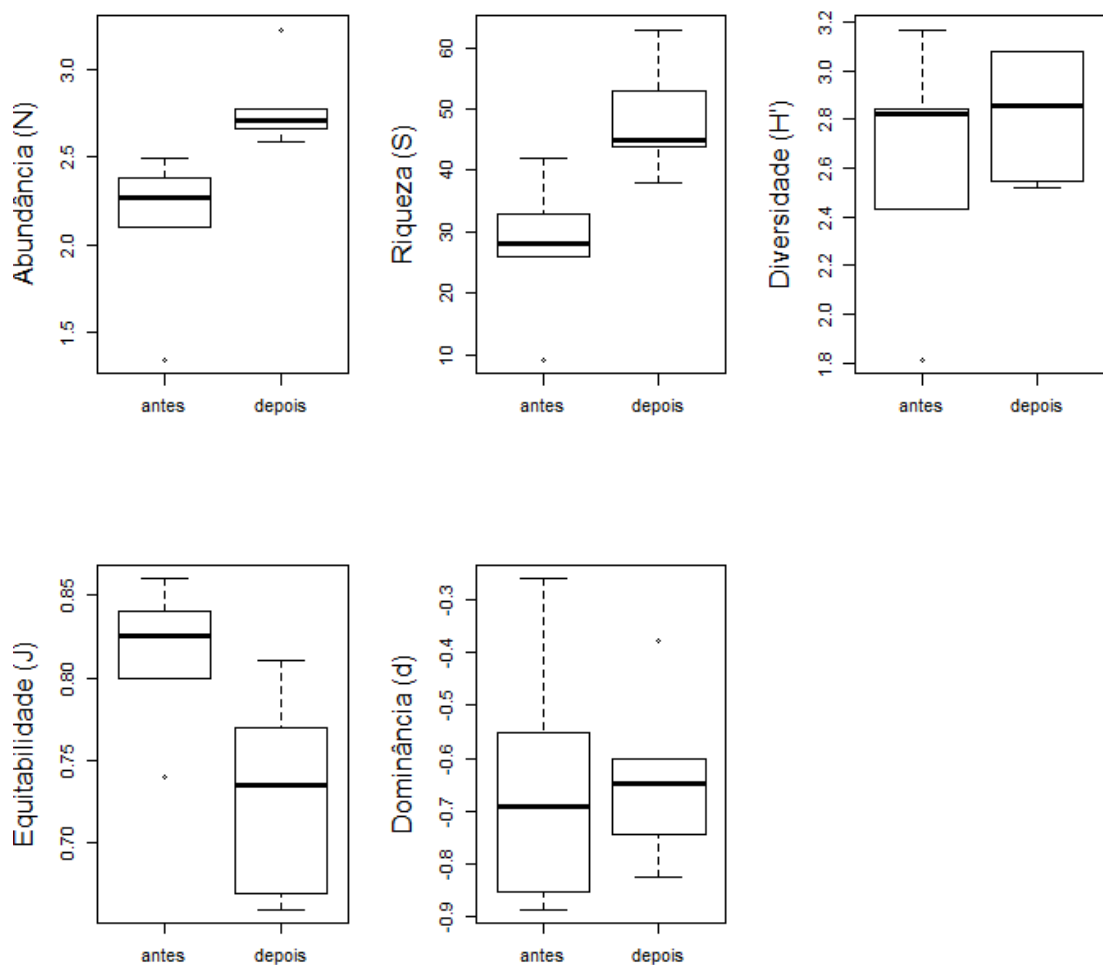 Abundância (N)
3.0
2.5
2.0
1.5
antes depois
Riqueza (S)
60
50
40
30
20
10
antes depois
Diversidade (H')
3.2
3.0
2.8
2.6
2.4
2.2
2.0
1.8
antes depois
Equitabilidade (J)
0.85
0.80
0.75
0.70
antes depois
Dominância (d)
-0.3
-0.4
-0.5
-0.6
-0.7
-0.8
-0.9
antes depois